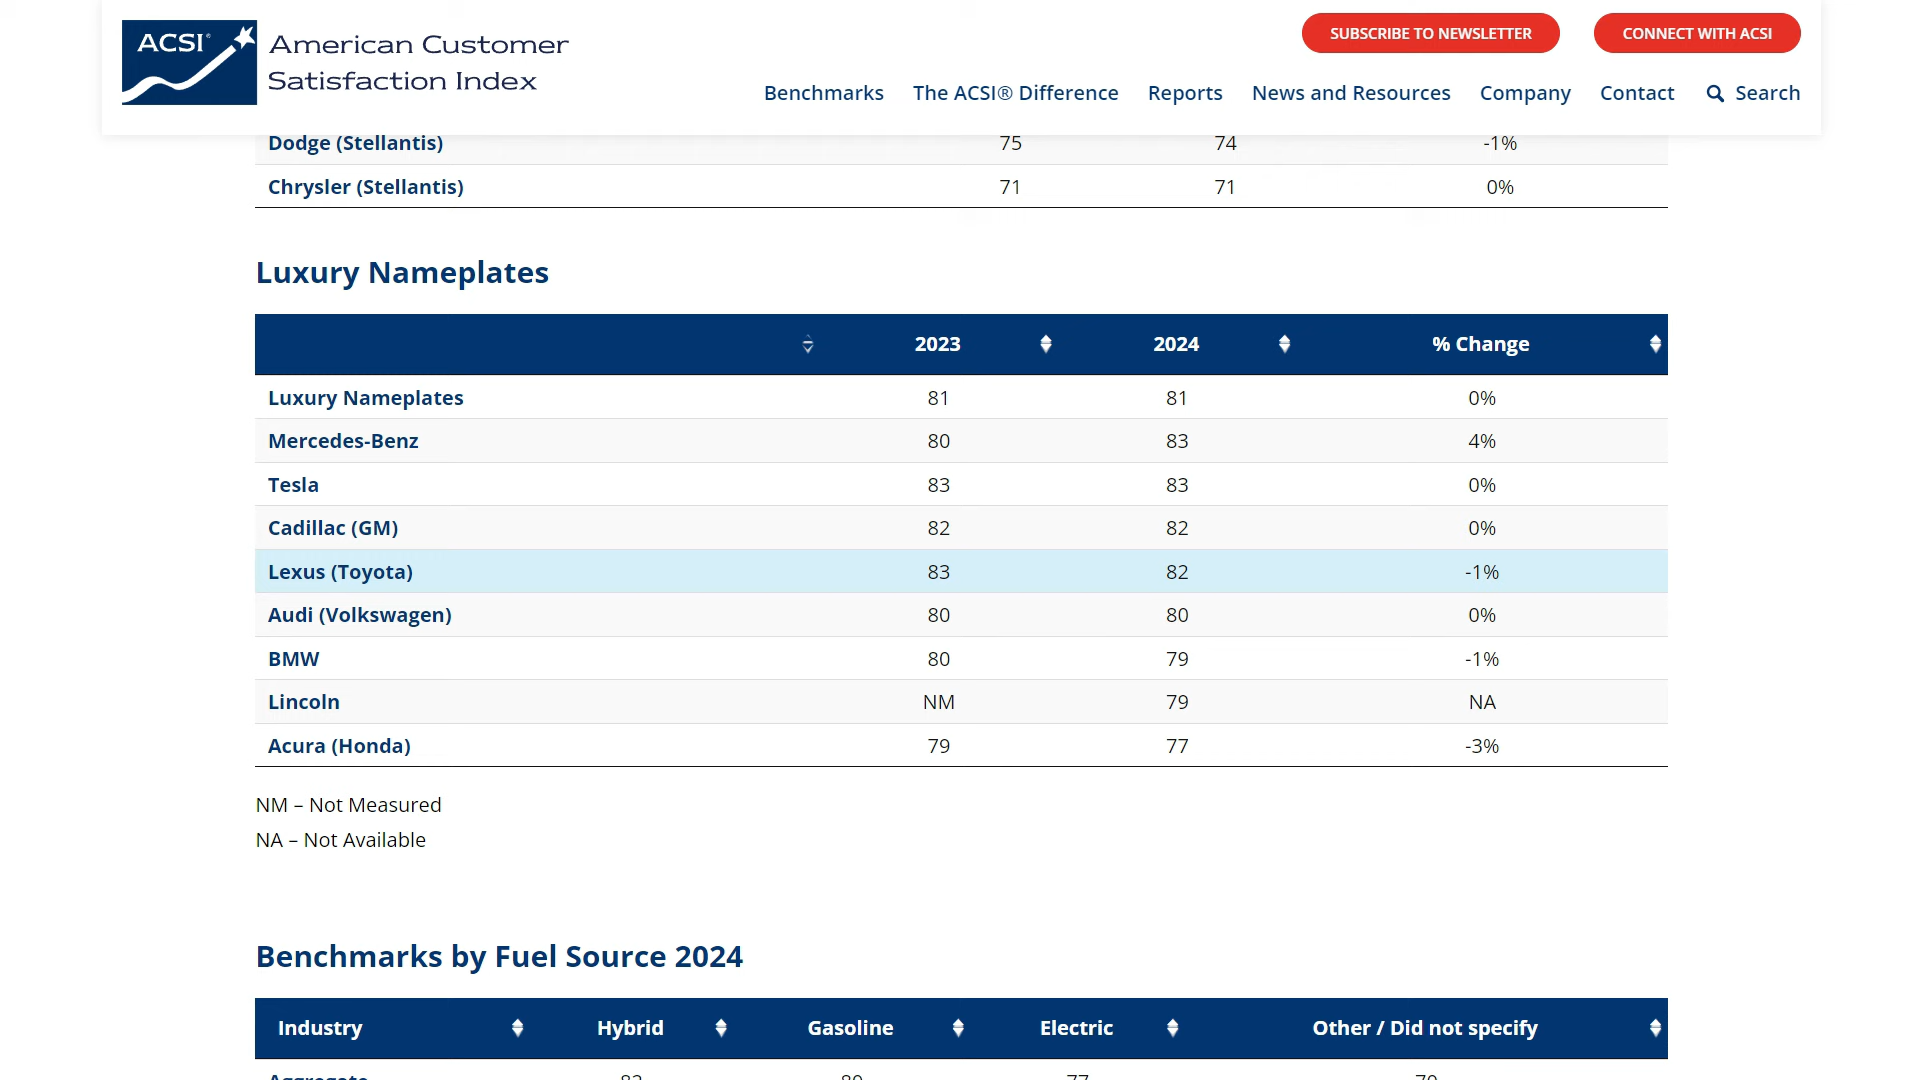 ACSI®
American Customer
Satisfaction Index
SUBSCRIBE TO NEWSLETTER CONNECT WITH ACSI
Benchmarks The ACSI® Difference Reports News and Resources Company Contact Search
Dodge (Stellantis) 75 74 -1%
Chrysler (Stellantis) 71 71 0%
Luxury Nameplates
2023 2024 % Change
Luxury Nameplates 81 81 0%
Mercedes-Benz 80 83 4%
Tesla 83 83 0%
Cadillac (GM) 82 82 0%
Lexus (Toyota) 83 82 -1%
Audi (Volkswagen) 80 80 0%
BMW 80 79 -1%
Lincoln NM 79 NA
Acura (Honda) 79 77 -3%
NM – Not Measured
NA – Not Available
Benchmarks by Fuel Source 2024
Industry Hybrid Gasoline Electric Other / Did not specify